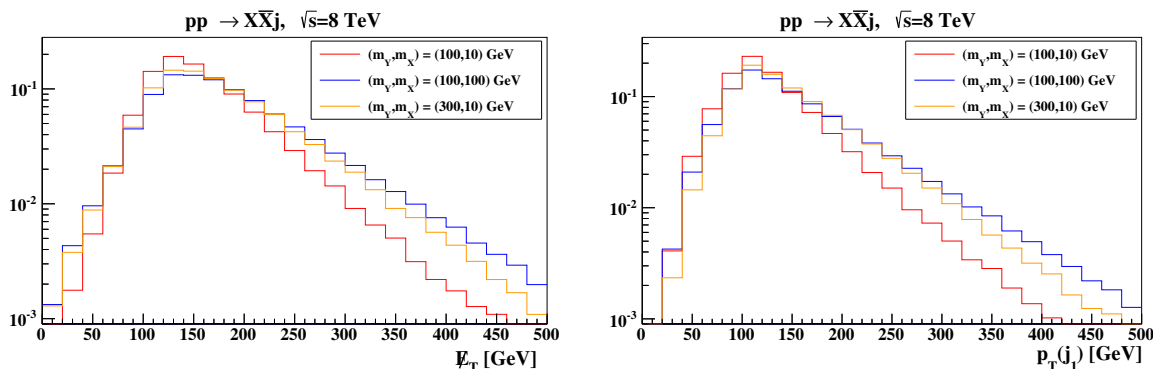 pp → XX̅j, √s=8 TeV
(m_Y,m_X) = (100,10) GeV
(m_Y,m_X) = (100,100) GeV
(m_Y,m_X) = (300,10) GeV
10^-1
10^-2
10^-3
0 50 100 150 200 250 300 350 400 450 500
E̸_T [GeV]
pp → XX̅j, √s=8 TeV
(m_Y,m_X) = (100,10) GeV
(m_Y,m_X) = (100,100) GeV
(m_Y,m_X) = (300,10) GeV
10^-1
10^-2
10^-3
0 50 100 150 200 250 300 350 400 450 500
p_T(j_1) [GeV]